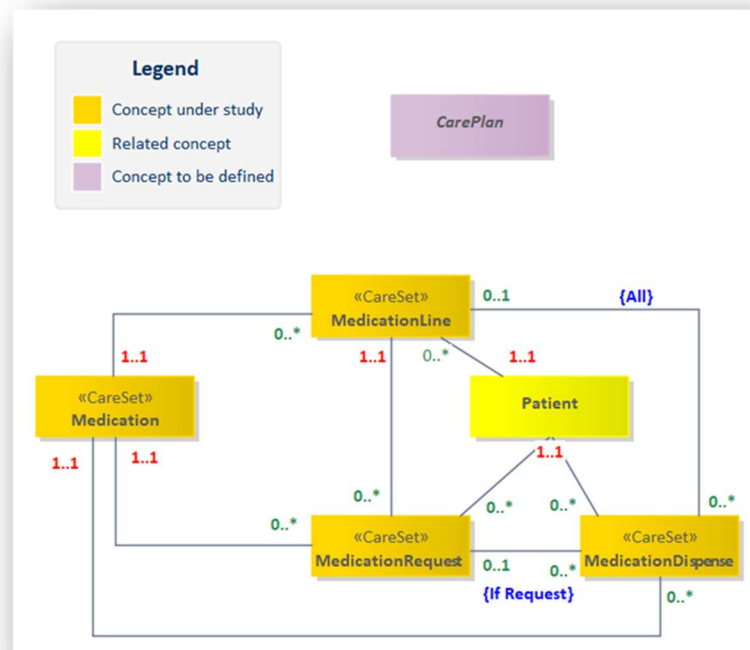 Legend
Concept under study
Related concept
Concept to be defined
CarePlan
«CareSet»
MedicationLine
0..1
{All}
0..*
1..1
1..1
0..*
1..1
«CareSet»
Medication
Patient
1..1
1..1
1..1
0..*
0..*
0..*
0..*
0..*
«CareSet»
MedicationRequest
«CareSet»
MedicationDispense
0..1
0..*
{If Request}
0..*